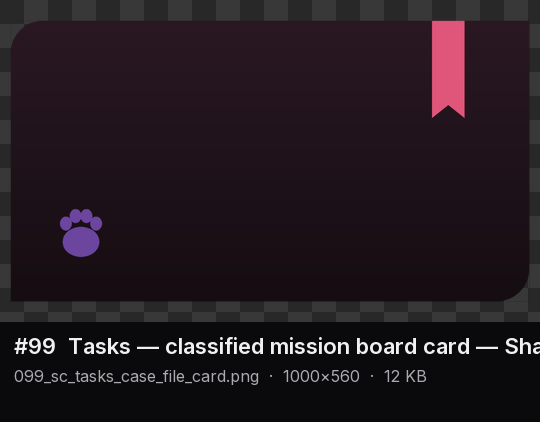 #99 Tasks — classified mission board card — Sha
099_sc_tasks_case_file_card.png · 1000×560 · 12 KB